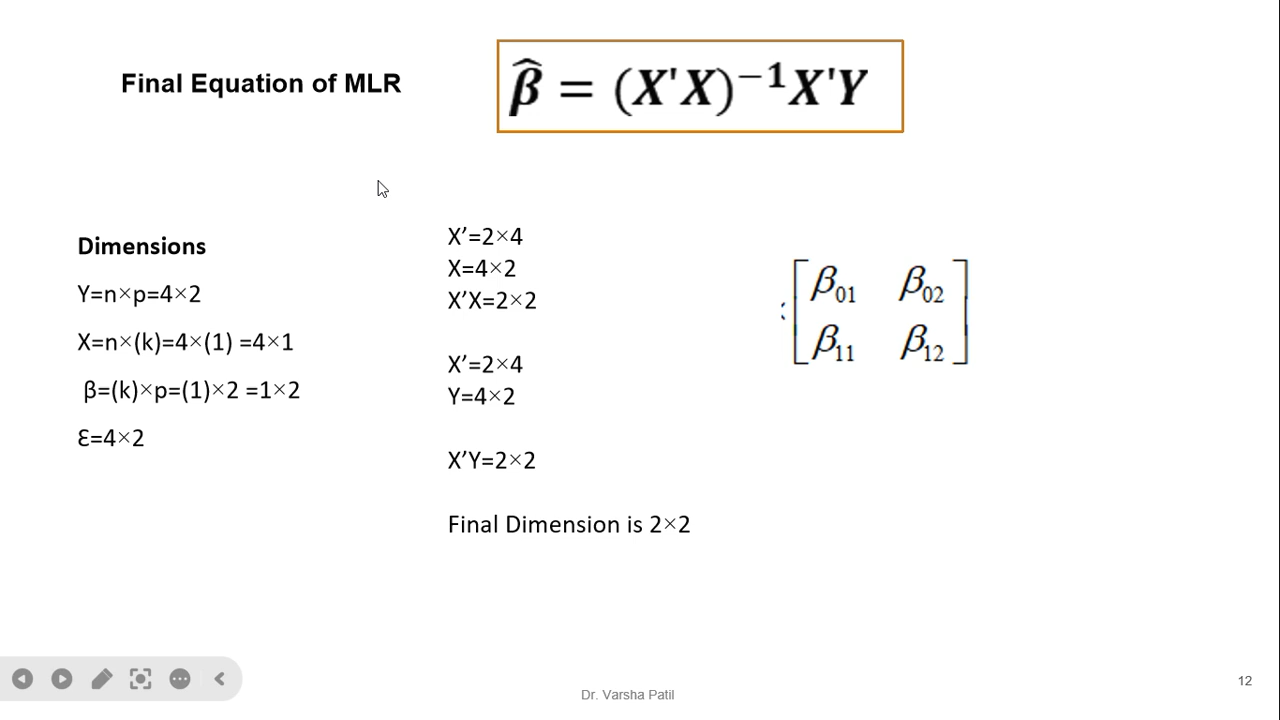 Final Equation of MLR
β̂ = (X'X)⁻¹X'Y
Dimensions
Y=n×p=4×2
X=n×(k)=4×(1) =4×1
β=(k)×p=(1)×2 =1×2
Ɛ=4×2
X’=2×4
X=4×2
X’X=2×2
X’=2×4
Y=4×2
X’Y=2×2
Final Dimension is 2×2
β₀₁ β₀₂
β₁₁ β₁₂
Dr. Varsha Patil
12